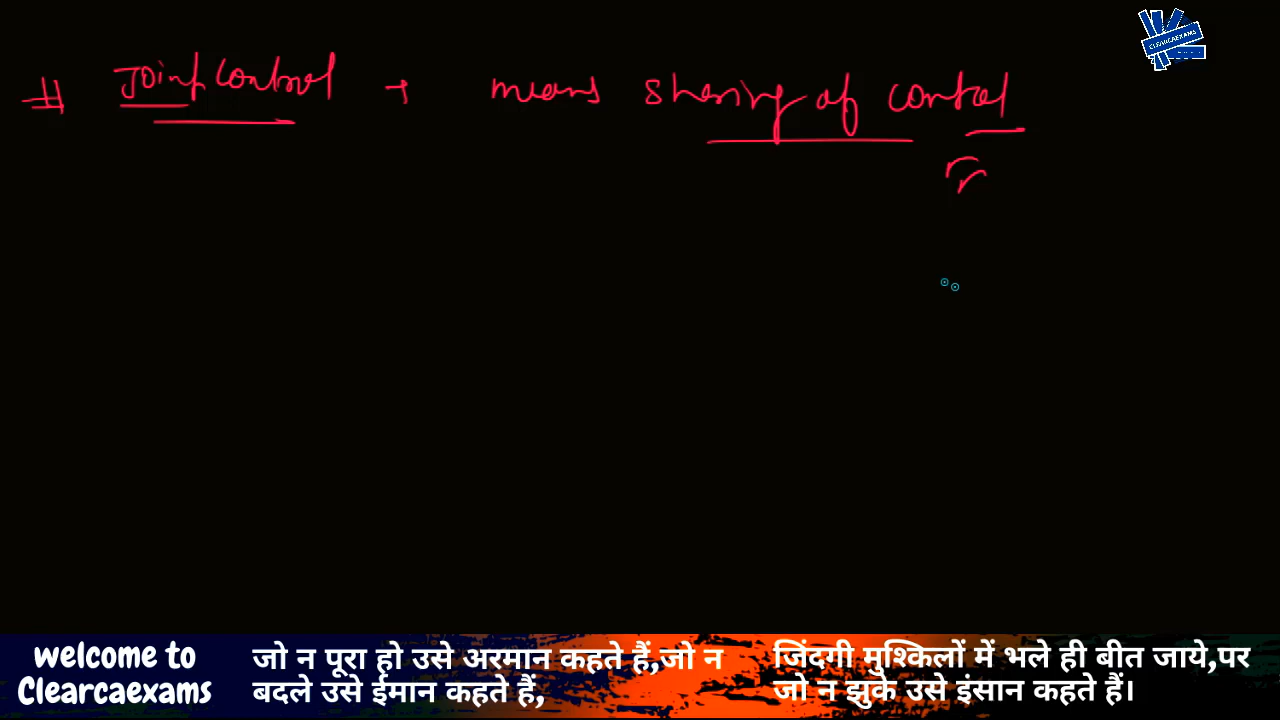 # Joint control → means sharing of control
CLEARCAEXAMS
welcome to
Clearcaexams
जो न पूरा हो उसे अरमान कहते हैं,जो न
बदले उसे ईमान कहते हैं,
जिंदगी मुश्किलों में भले ही बीत जाये,पर
जो न झुके उसे इंसान कहते हैं।